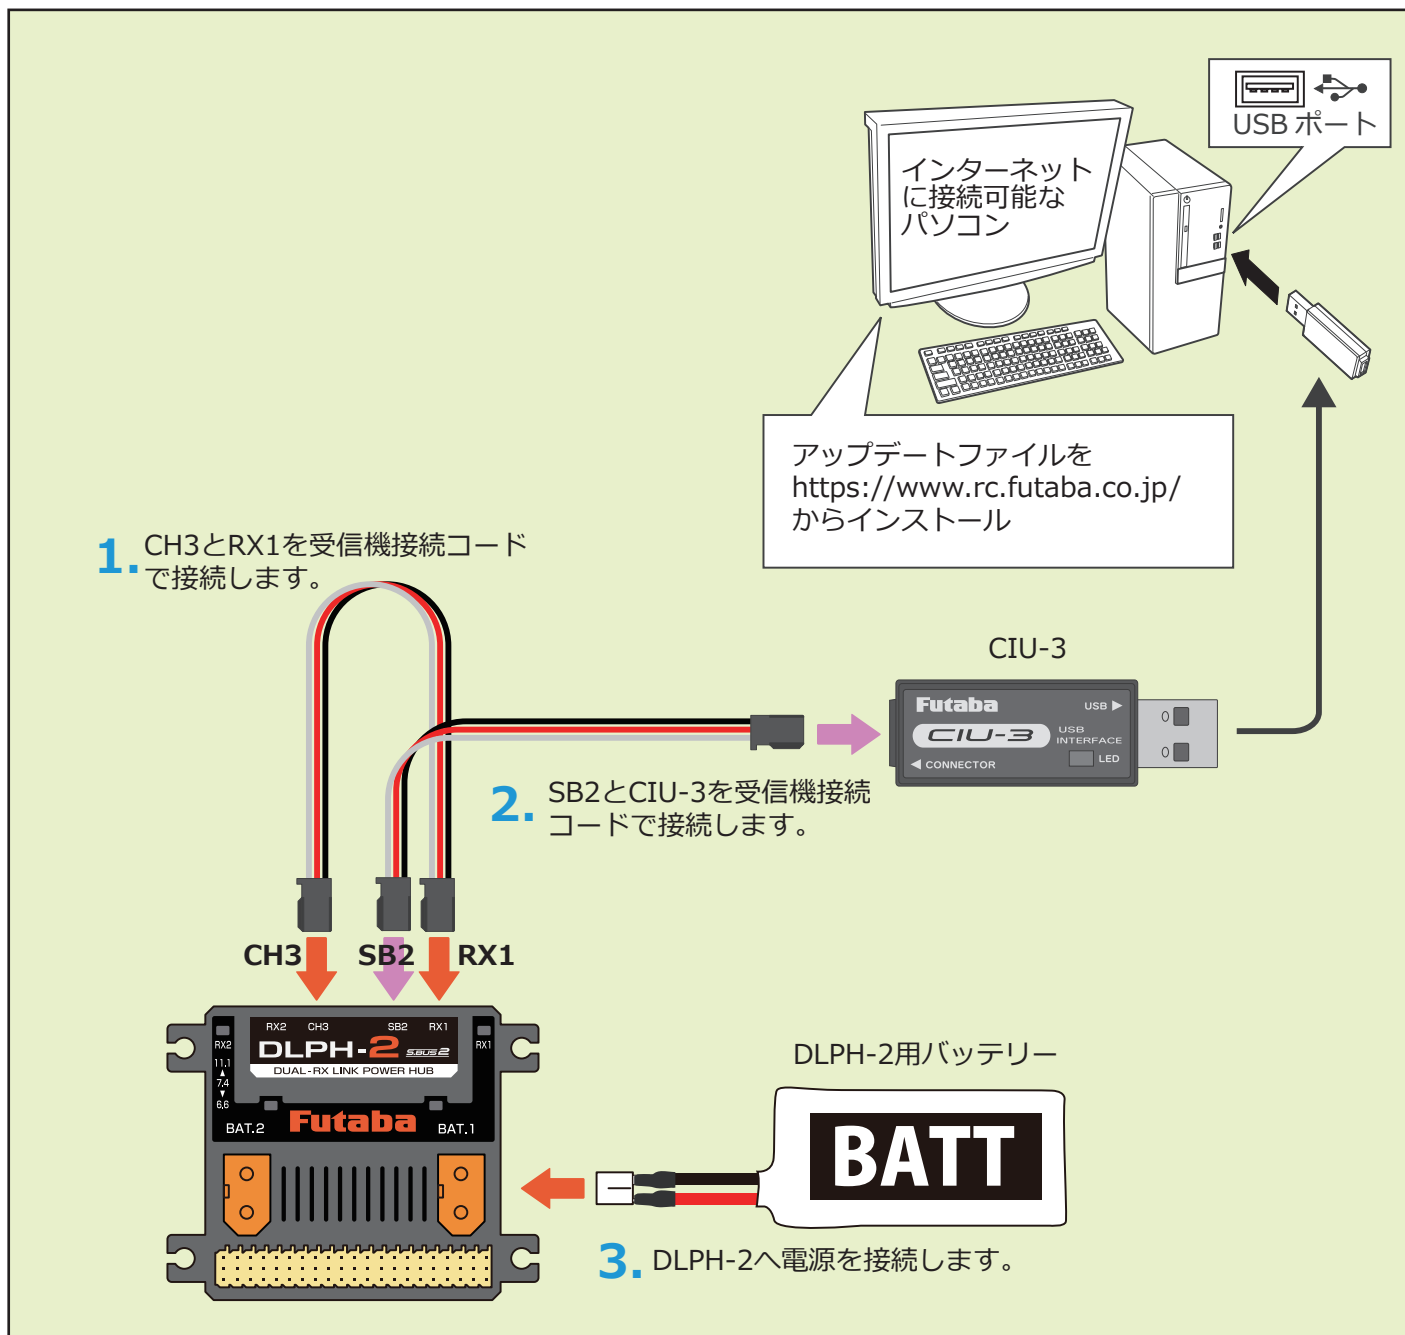 USB ポート
インターネット
に接続可能な
パソコン
アップデートファイルを
https://www.rc.futaba.co.jp/
からインストール
1. CH3とRX1を受信機接続コード
で接続します。
CIU-3
Futaba
USB ▶
CIU-3
USB
INTERFACE
◀ CONNECTOR
LED
2. SB2とCIU-3を受信機接続
コードで接続します。
CH3 SB2 RX1
RX2 CH3 SB2 RX1
RX2
RX1
DLPH-2 S.BUS2
DUAL-RX LINK POWER HUB
11.1
▲
7.4
▼
6.6
BAT.2
Futaba
BAT.1
DLPH-2用バッテリー
BATT
3. DLPH-2へ電源を接続します。